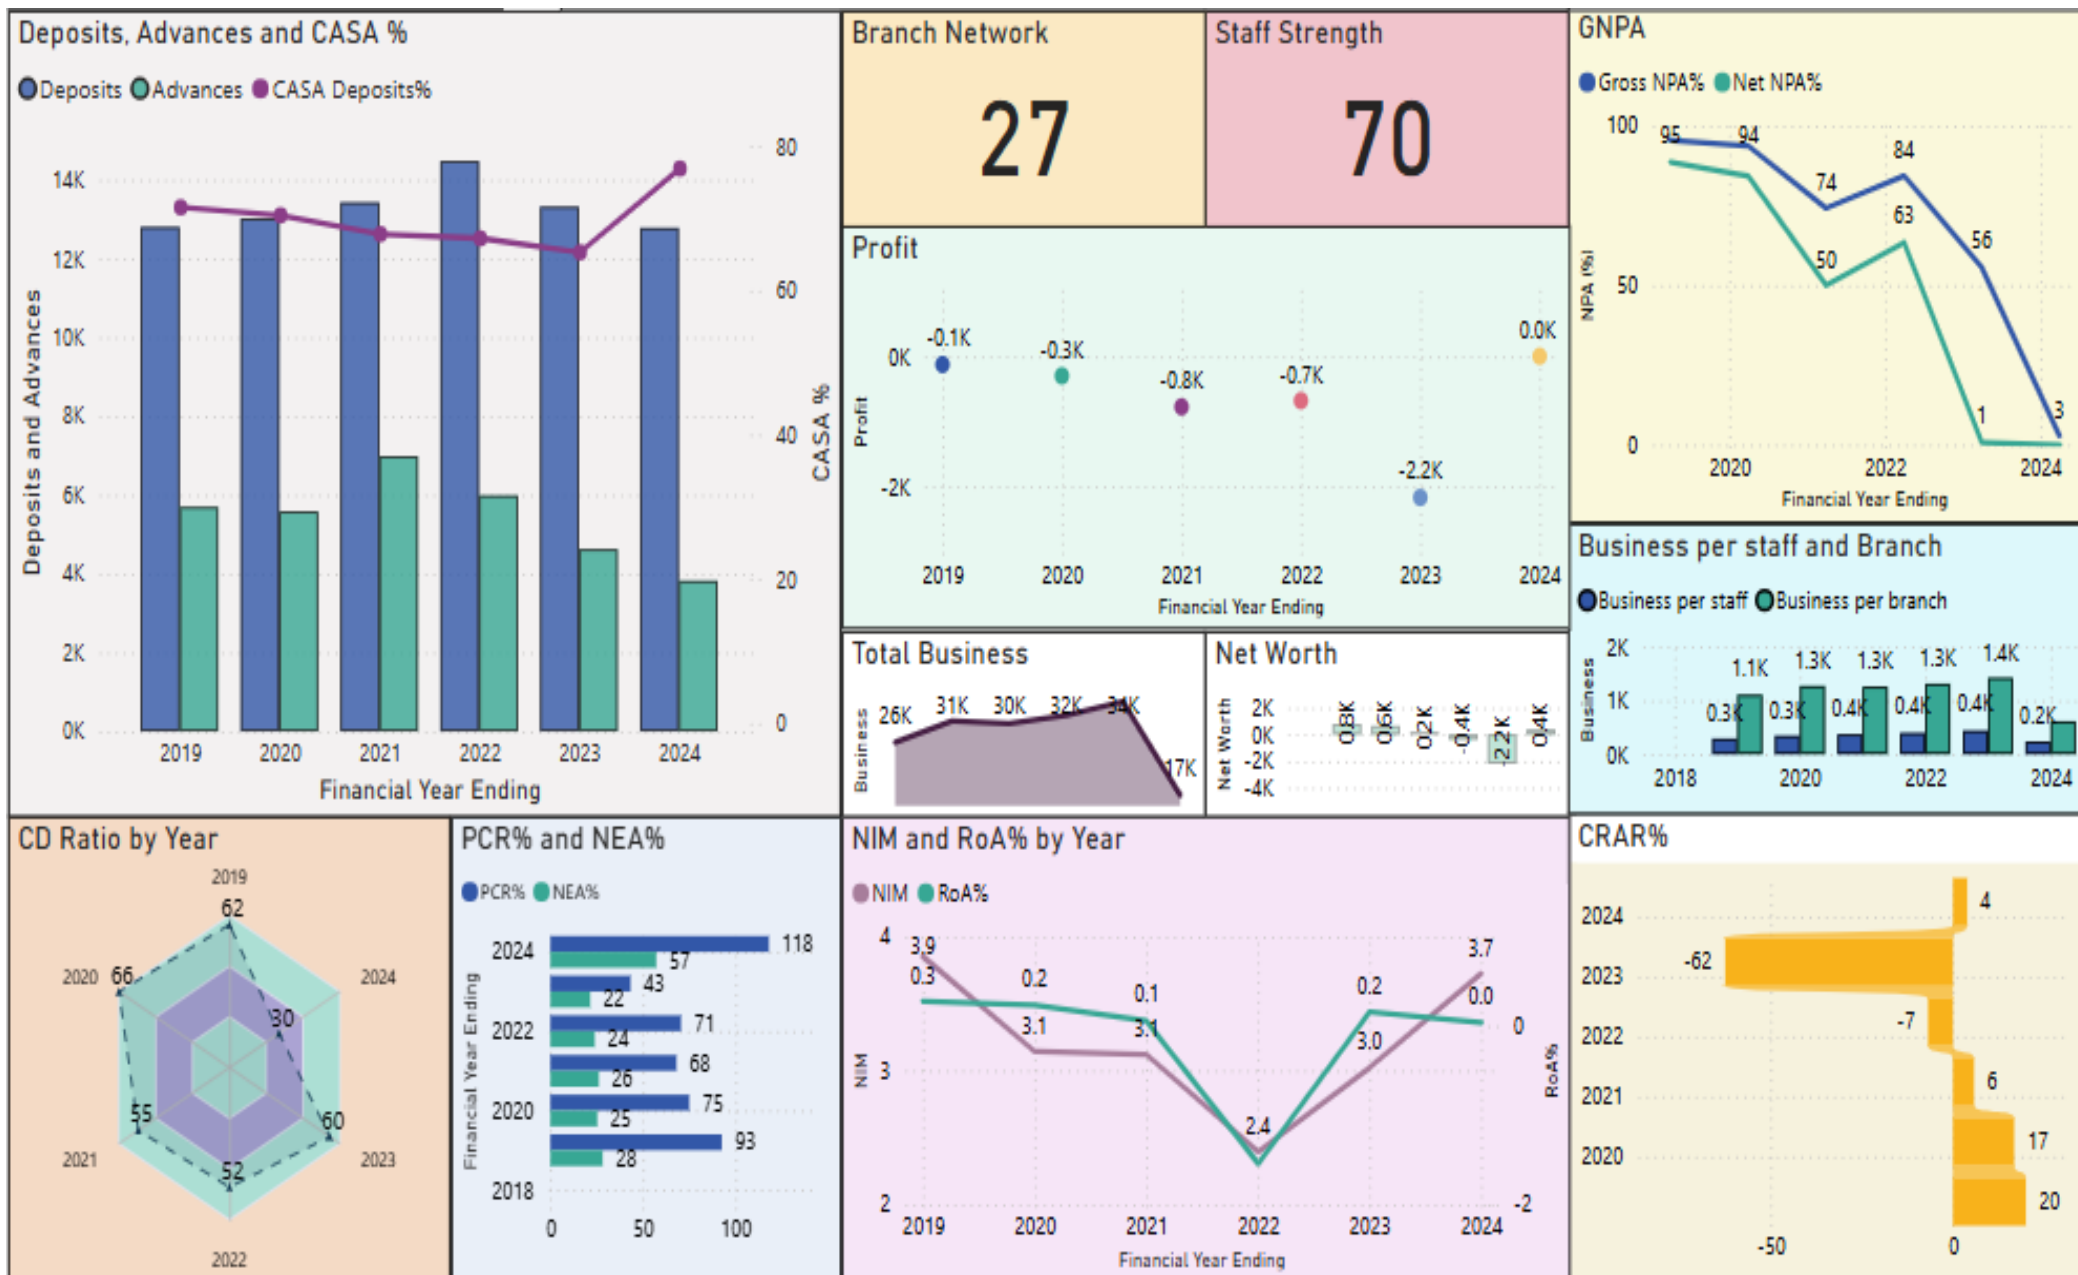 Deposits, Advances and CASA %
Deposits Advances CASA Deposits%
Deposits and Advances
14K
12K
10K
8K
6K
4K
2K
0K
80
60
40
20
0
CASA %
2019 2020 2021 2022 2023 2024
Financial Year Ending
Branch Network
27
Staff Strength
70
GNPA
Gross NPA% Net NPA%
NPA (%)
100
50
0
95 94 74 84 56 3
50 63 1
2020 2022 2024
Financial Year Ending
Profit
Profit
0K
-2K
-0.1K -0.3K -0.8K -0.7K -2.2K 0.0K
2019 2020 2021 2022 2023 2024
Financial Year Ending
Business per staff and Branch
Business per staff Business per branch
Business
2K
1K
0K
1.1K 1.3K 1.3K 1.3K 1.4K
0.3K 0.3K 0.4K 0.4K 0.4K 0.2K
2018 2020 2022 2024
Total Business
Business
26K 31K 30K 32K 34K 17K
Net Worth
Net Worth
2K
0K
-2K
-4K
0.8K 0.6K 0.2K -0.4K -2.2K 0.4K
CD Ratio by Year
2019
62
2020 66
2024
30
55
60
2021
52
2023
2022
PCR% and NEA%
PCR% NEA%
Financial Year Ending
2024 118
57
43
22
2022 71
24
68
26
2020 75
25
93
28
2018
0 50 100
NIM and RoA% by Year
NIM RoA%
NIM
4
3
2
3.9 3.1 3.1 2.4 3.0 3.7
0.3 0.2 0.1 0.2 0.0
0
-2
RoA%
2019 2020 2021 2022 2023 2024
Financial Year Ending
CRAR%
2024 4
2023 -62
2022 -7
2021 6
2020 17
20
-50 0